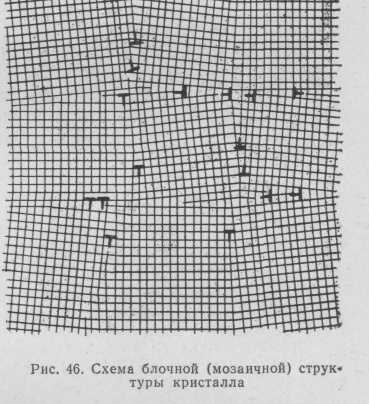 Рис. 46. Схема блочной (мозаичной) струк-
туры кристалла